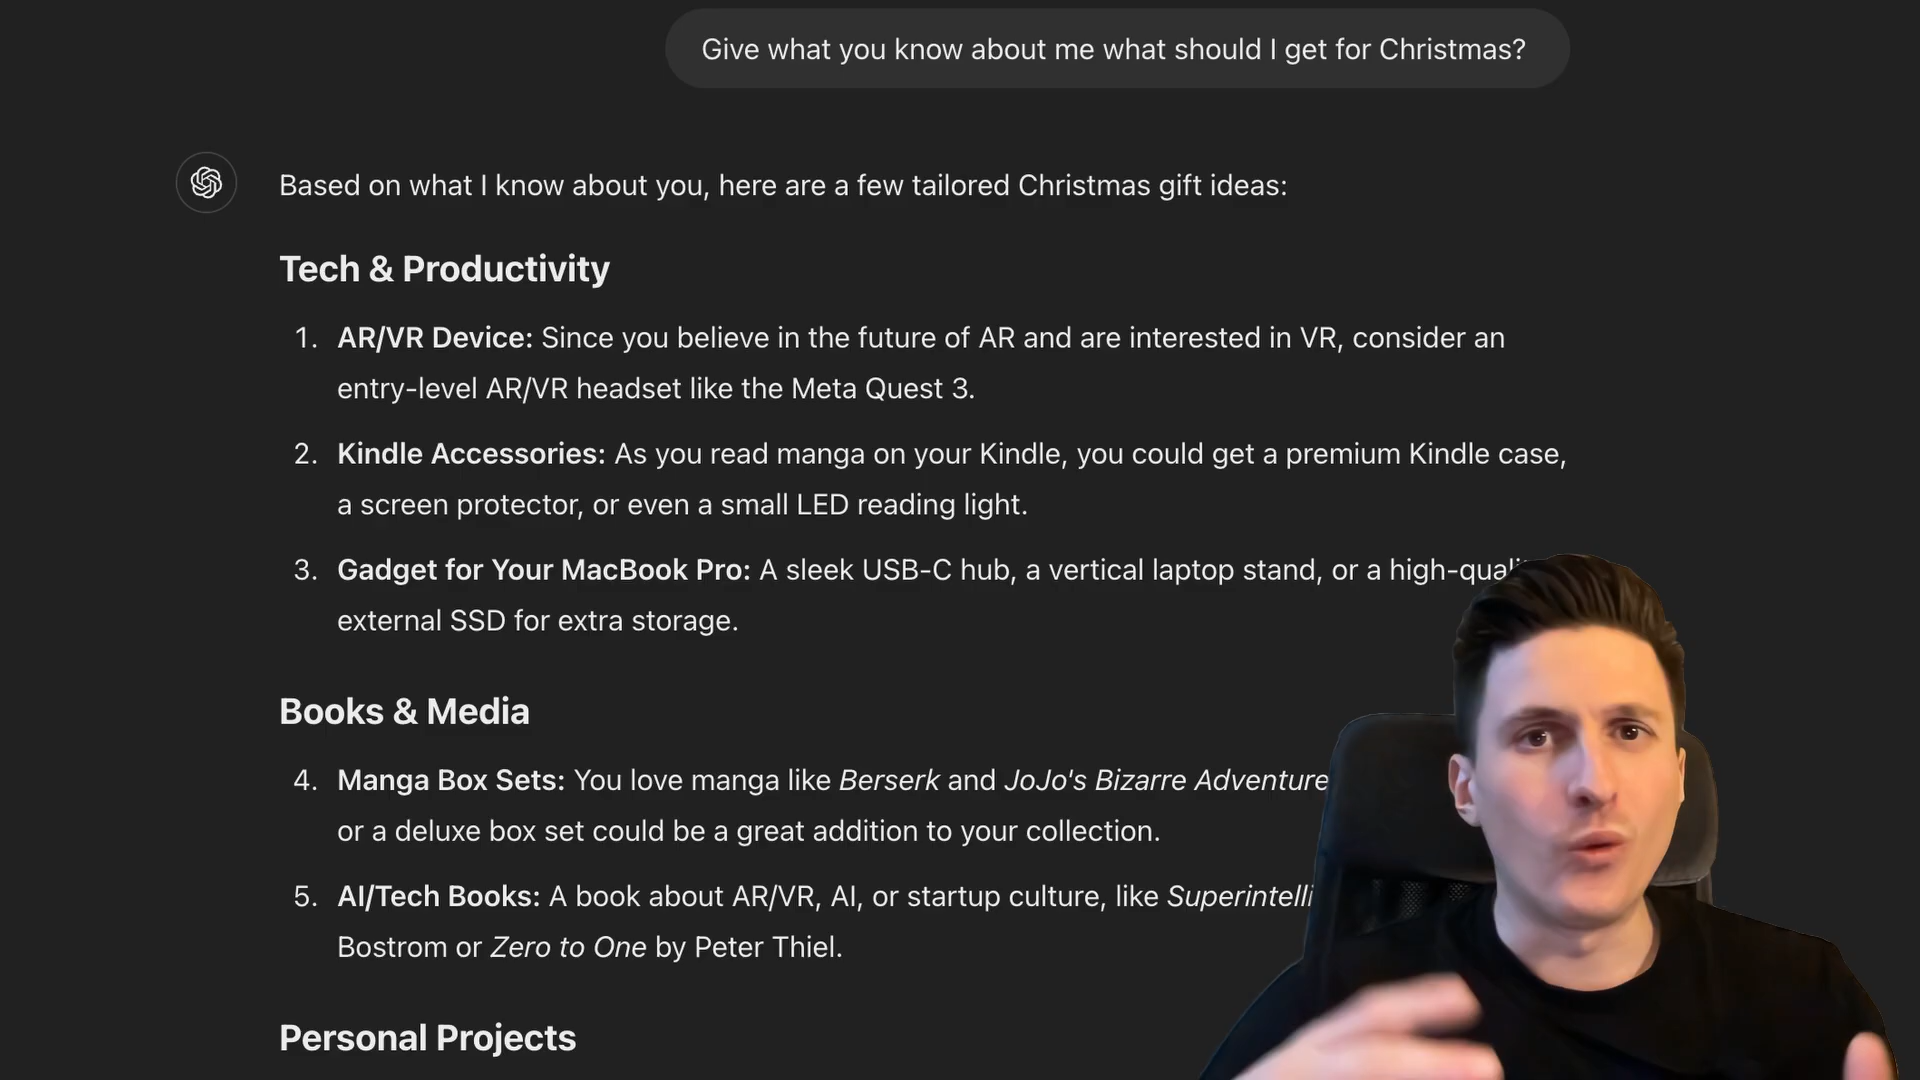 Give what you know about me what should I get for Christmas?
Based on what I know about you, here are a few tailored Christmas gift ideas:
Tech & Productivity
1. AR/VR Device: Since you believe in the future of AR and are interested in VR, consider an
entry-level AR/VR headset like the Meta Quest 3.
2. Kindle Accessories: As you read manga on your Kindle, you could get a premium Kindle case,
a screen protector, or even a small LED reading light.
3. Gadget for Your MacBook Pro: A sleek USB-C hub, a vertical laptop stand, or a
external SSD for extra storage.
Books & Media
4. Manga Box Sets: You love manga like Berserk and JoJo's Bizarre Adventure
or a deluxe box set could be a great addition to your collection.
5. AI/Tech Books: A book about AR/VR, AI, or startup culture, like
Bostrom or Zero to One by Peter Thiel.
Personal Projects